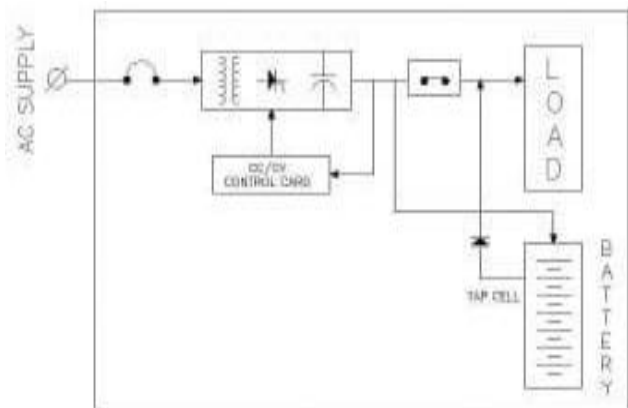 AC SUPPLY
CC/CV
CONTROL CARD
LOAD
TAP CELL
BATTERY